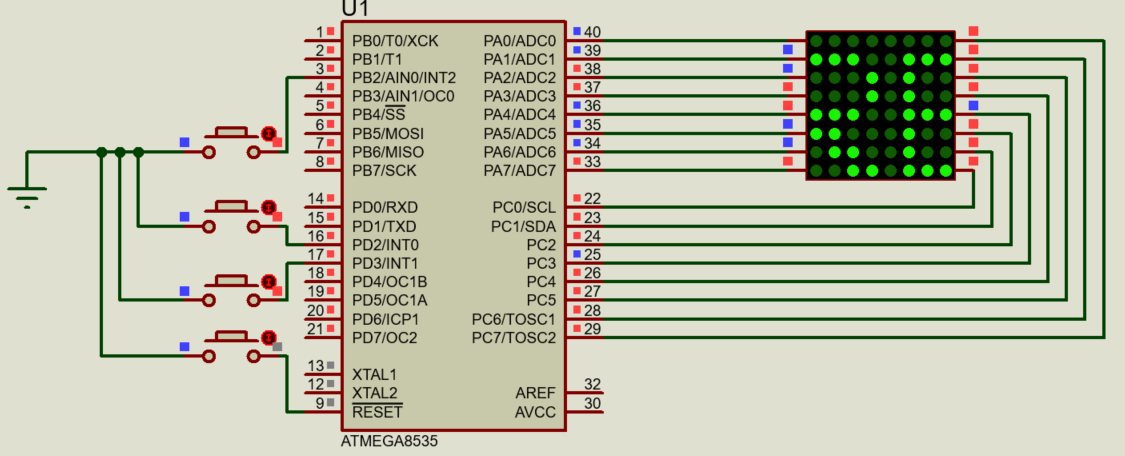 U1
1 PB0/T0/XCK PA0/ADC0 40
2 PB1/T1 PA1/ADC1 39
3 PB2/AIN0/INT2 PA2/ADC2 38
4 PB3/AIN1/OC0 PA3/ADC3 37
5 PB4/SS PA4/ADC4 36
6 PB5/MOSI PA5/ADC5 35
7 PB6/MISO PA6/ADC6 34
8 PB7/SCK PA7/ADC7 33
14 PD0/RXD PC0/SCL 22
15 PD1/TXD PC1/SDA 23
16 PD2/INT0 PC2 24
17 PD3/INT1 PC3 25
18 PD4/OC1B PC4 26
19 PD5/OC1A PC5 27
20 PD6/ICP1 PC6/TOSC1 28
21 PD7/OC2 PC7/TOSC2 29
13 XTAL1
12 XTAL2 AREF 32
9 RESET AVCC 30
ATMEGA8535